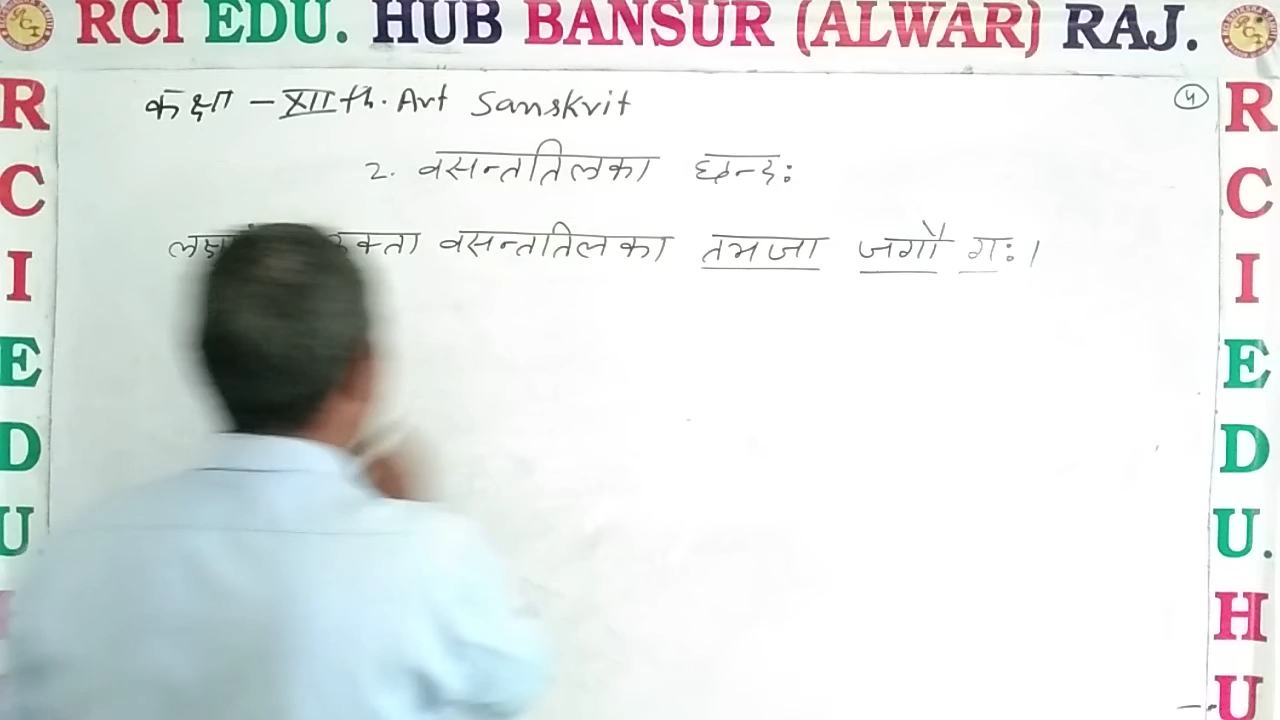 RCI EDU. HUB BANSUR (ALWAR) RAJ.
कक्षा - XIIth. Art Sanskrit
4
2. वसन्ततिलका छन्दः
वसन्ततिलका तभजा जगौ गः।
R C I E D U
R C I E D U. H U